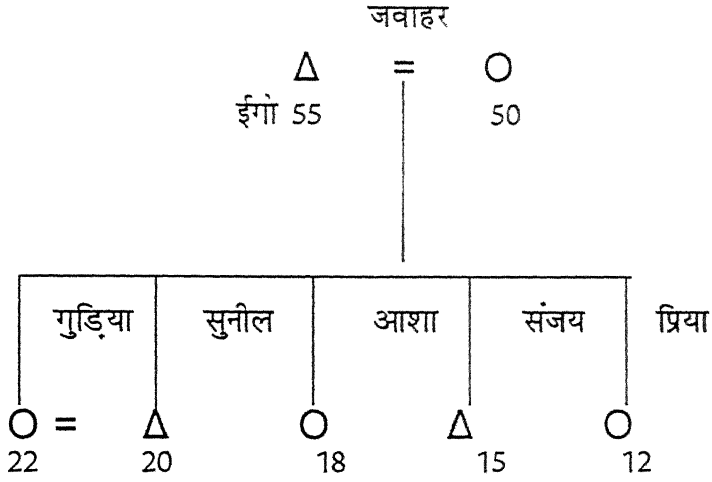 जवाहर
Δ = O
ईगो 55 50
गुड़िया सुनील आशा संजय प्रिया
O = Δ O Δ O
22 20 18 15 12